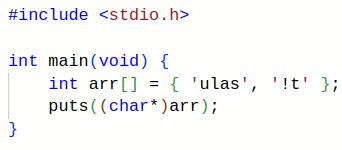 #include <stdio.h>
int main(void) {
int arr[] = { 'ulas', '!t' };
puts((char*)arr);
}